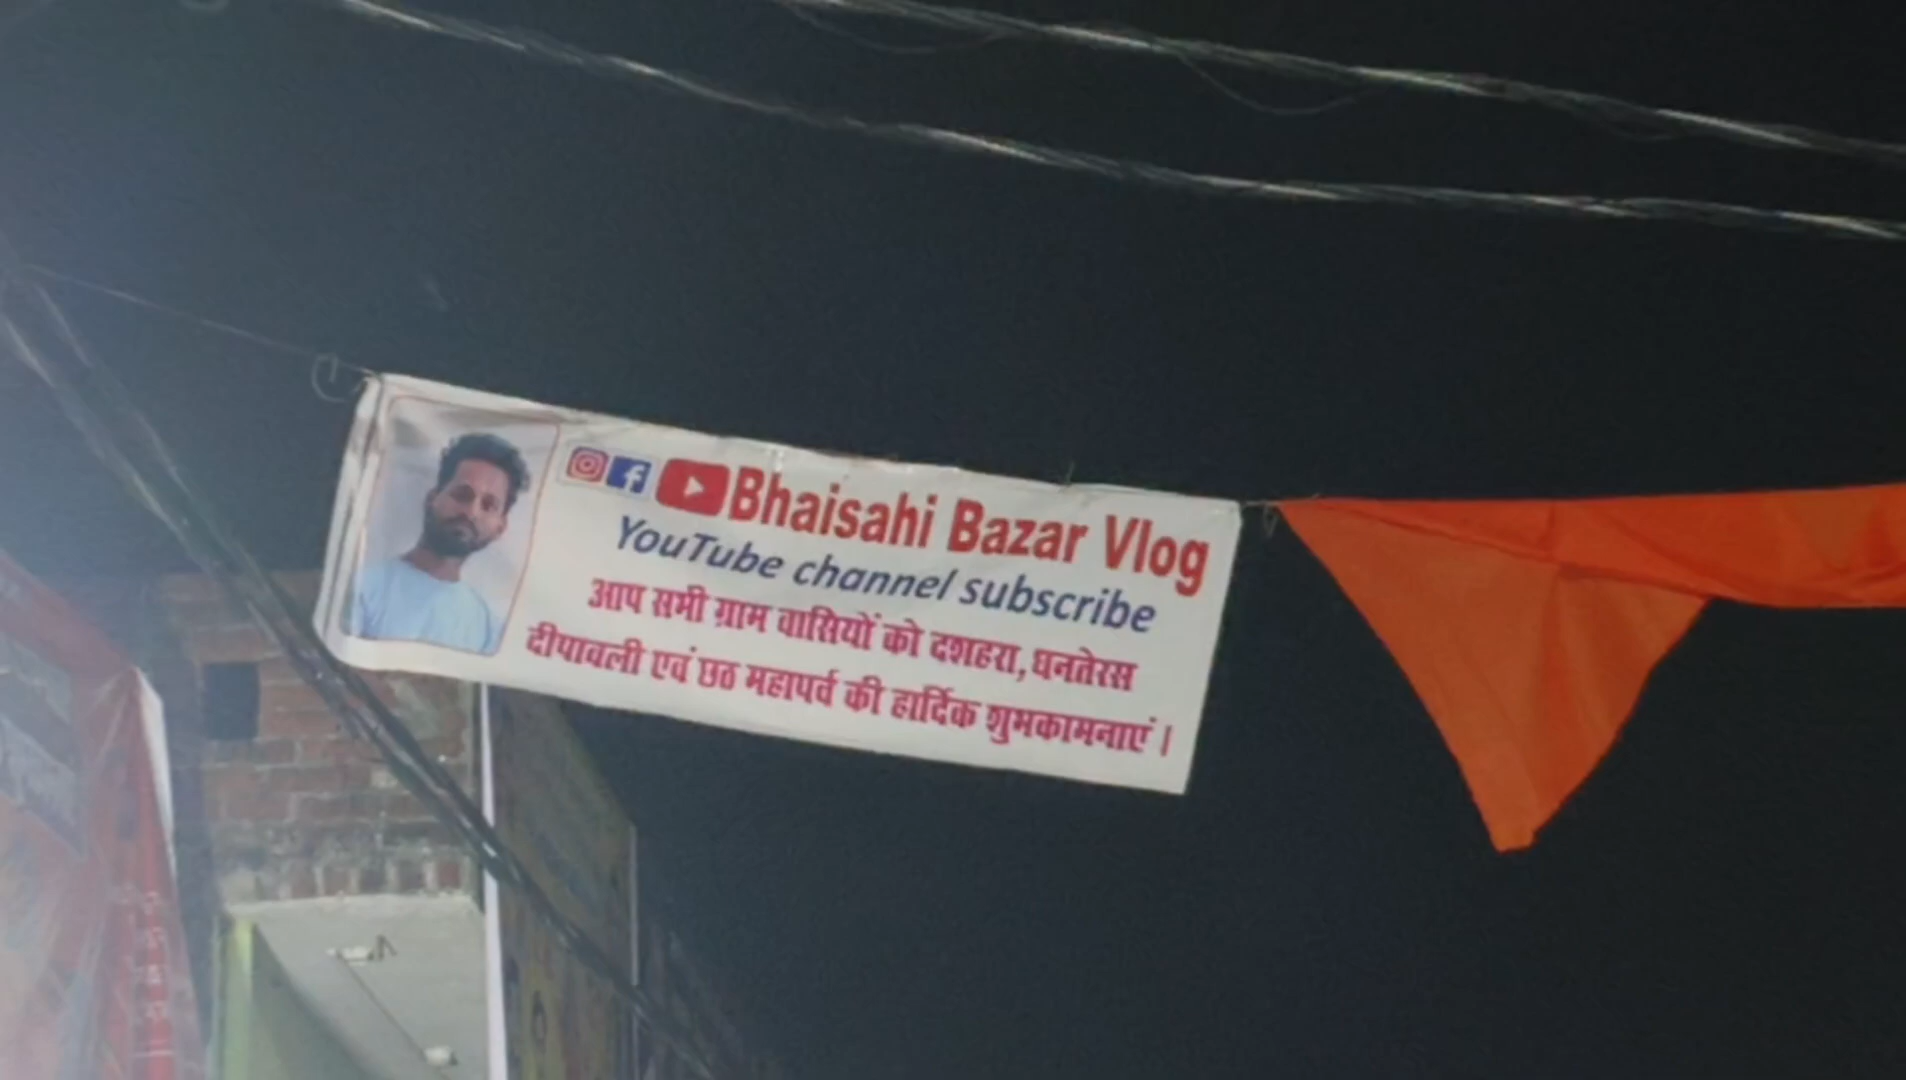 Bhaisahi Bazar Vlog
YouTube channel subscribe
आप सभी ग्राम वासियों को दशहरा, धनतेरस
दीपावली एवं छठ महापर्व की हार्दिक शुभकामनाएं।